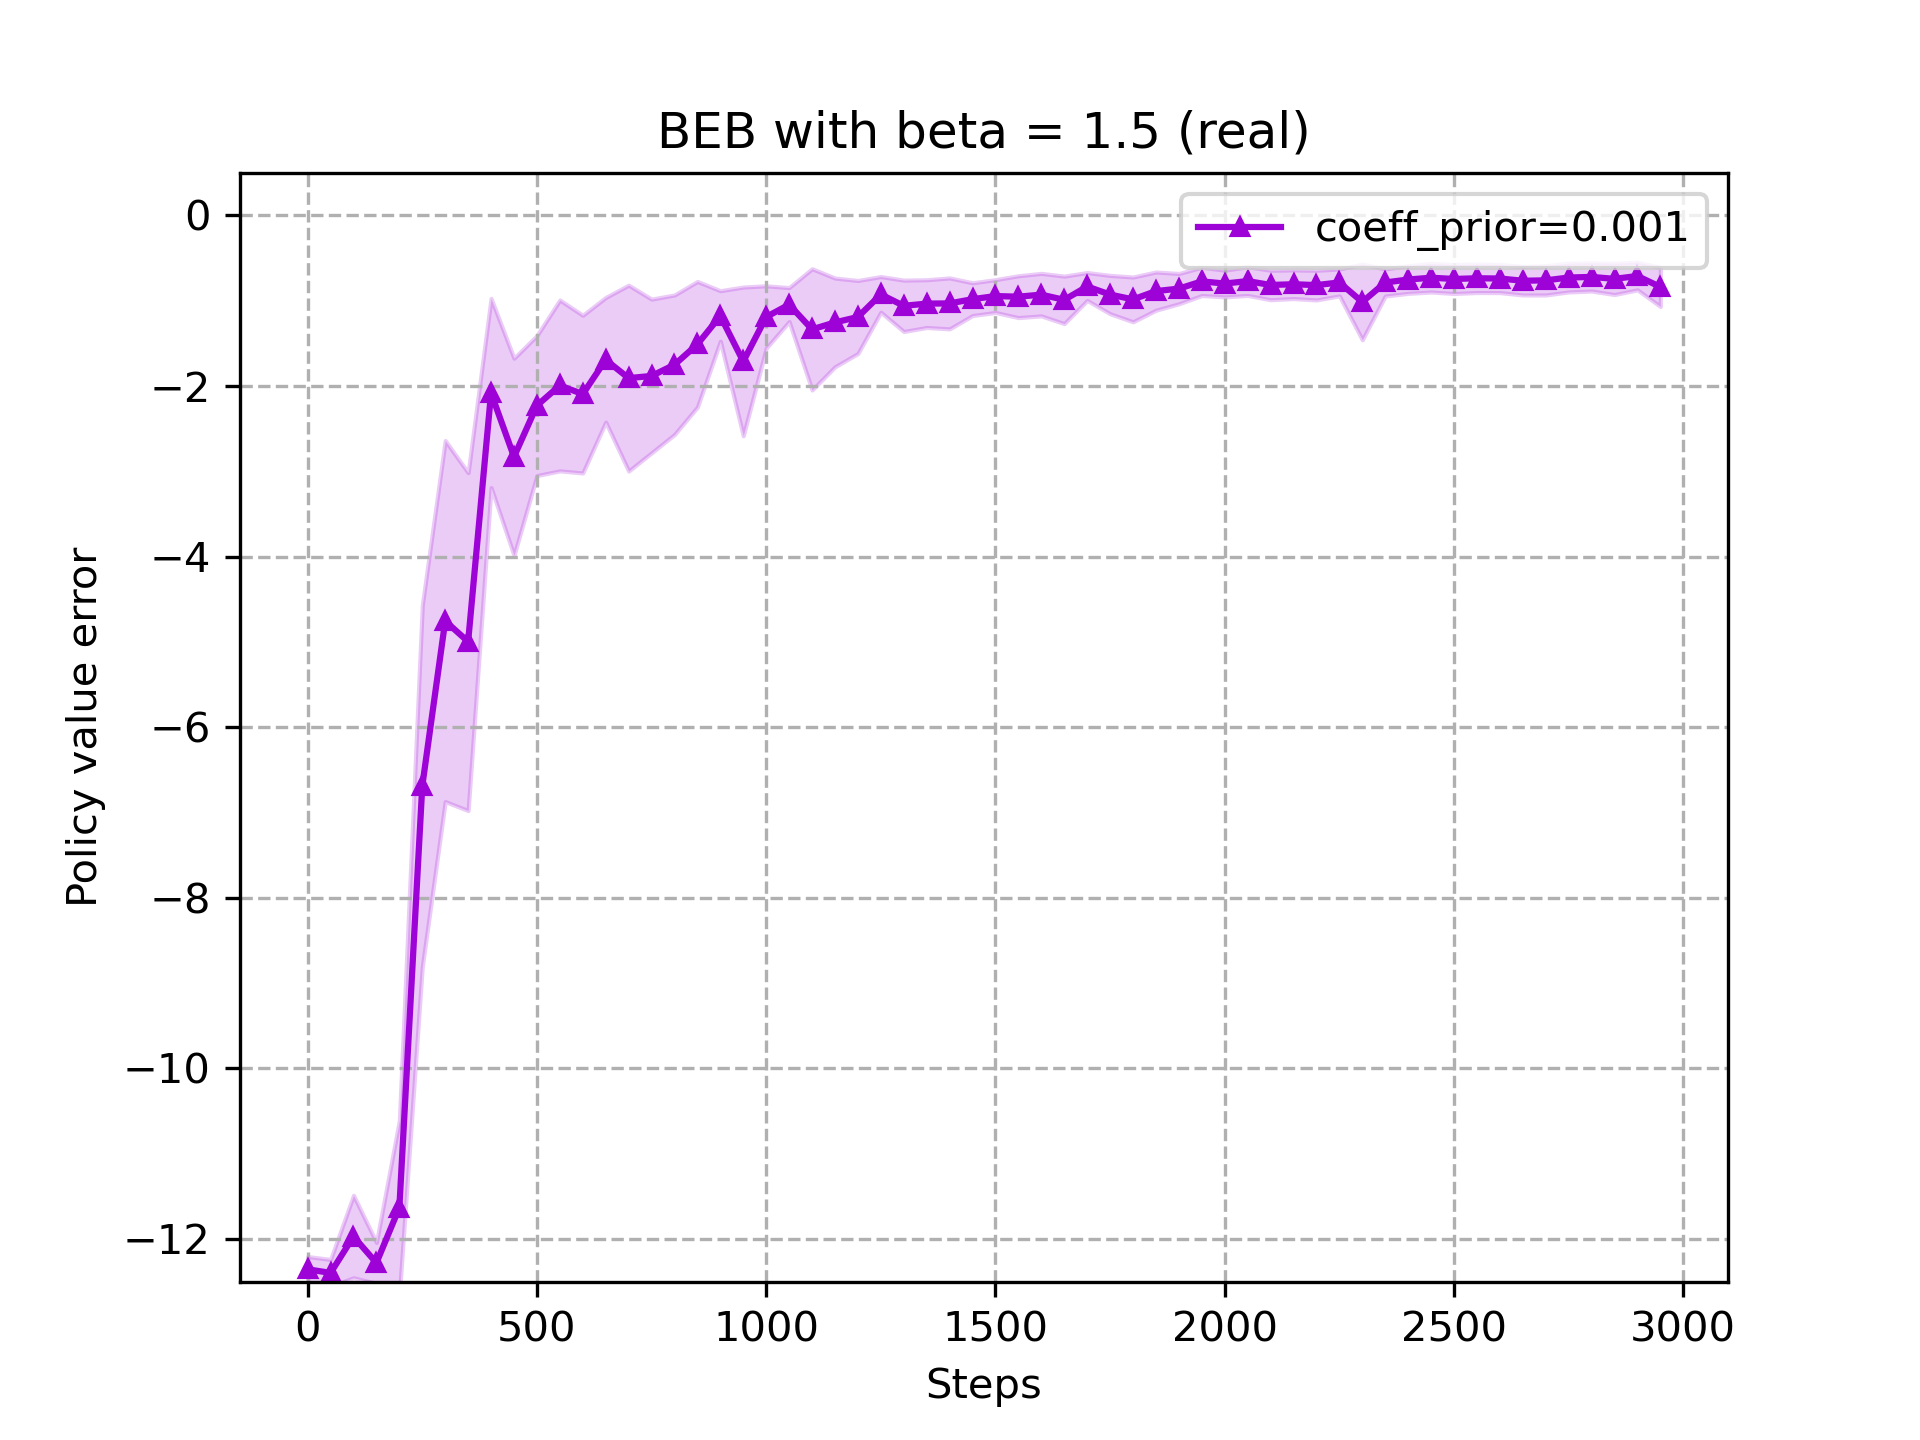 BEB with beta = 1.5 (real)
coeff_prior=0.001
Policy value error
0
−2
−4
−6
−8
−10
−12
0 500 1000 1500 2000 2500 3000
Steps